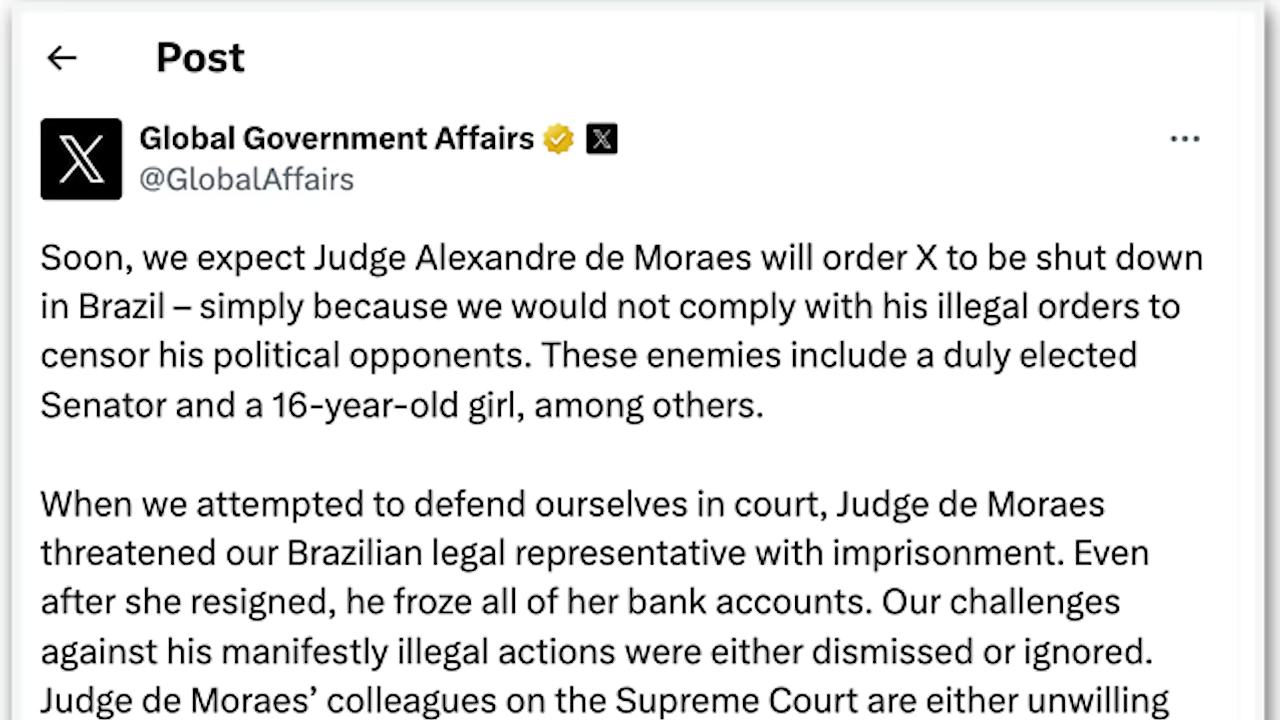 Post
Global Government Affairs
@GlobalAffairs
Soon, we expect Judge Alexandre de Moraes will order X to be shut down
in Brazil – simply because we would not comply with his illegal orders to
censor his political opponents. These enemies include a duly elected
Senator and a 16-year-old girl, among others.
When we attempted to defend ourselves in court, Judge de Moraes
threatened our Brazilian legal representative with imprisonment. Even
after she resigned, he froze all of her bank accounts. Our challenges
against his manifestly illegal actions were either dismissed or ignored.
Judge de Moraes’ colleagues on the Supreme Court are either unwilling